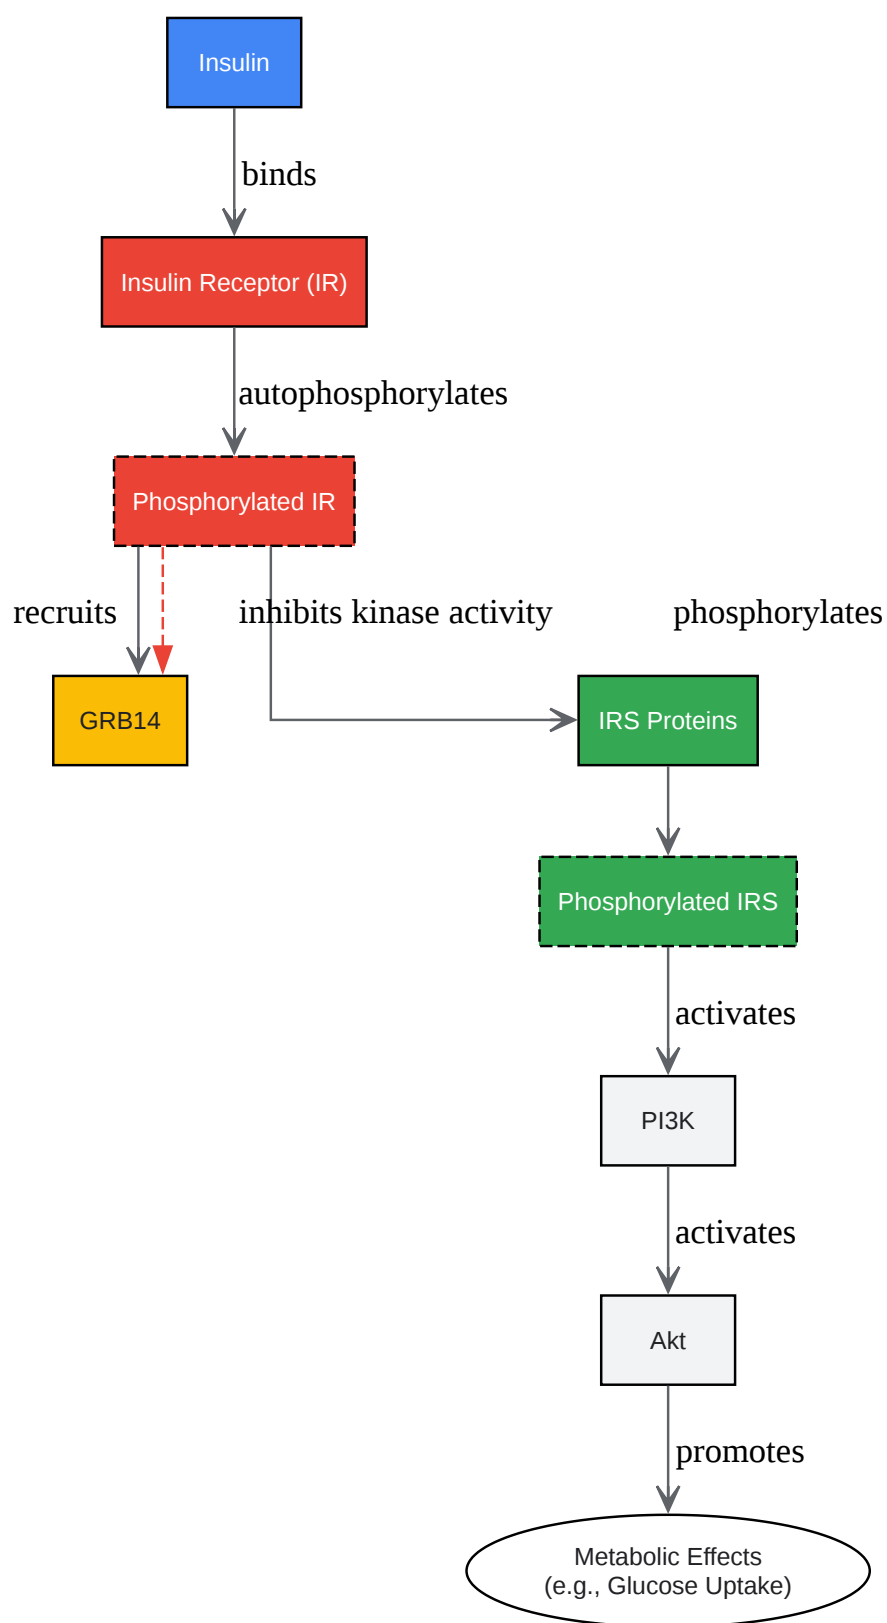 Insulin
binds
Insulin Receptor (IR)
autophosphorylates
Phosphorylated IR
recruits
inhibits kinase activity
phosphorylates
GRB14
IRS Proteins
Phosphorylated IRS
activates
PI3K
activates
Akt
promotes
Metabolic Effects
(e.g., Glucose Uptake)